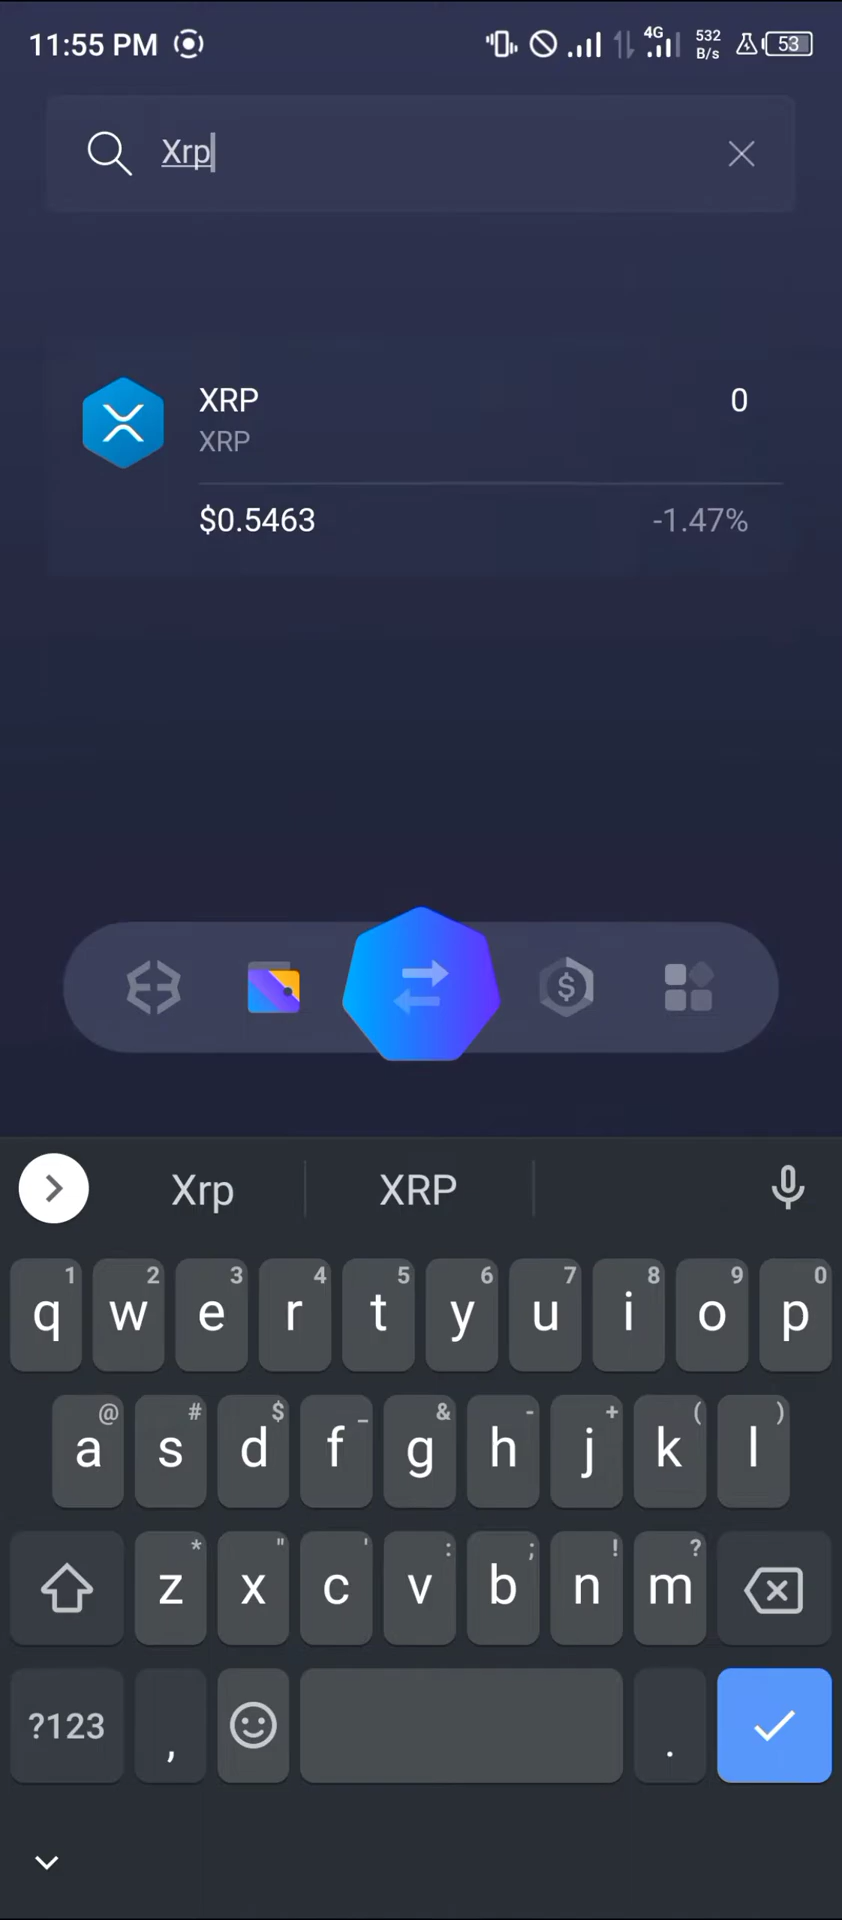 11:55 PM 4G 532 B/s 53
Xrp
XRP 0
XRP
$0.5463 -1.47%
Xrp XRP
1 2 3 4 5 6 7 8 9 0
q w e r t y u i o p
@ # $ _ & - + ( )
a s d f g h j k l
* " ' : ; ! ?
z x c v b n m
?123 , .